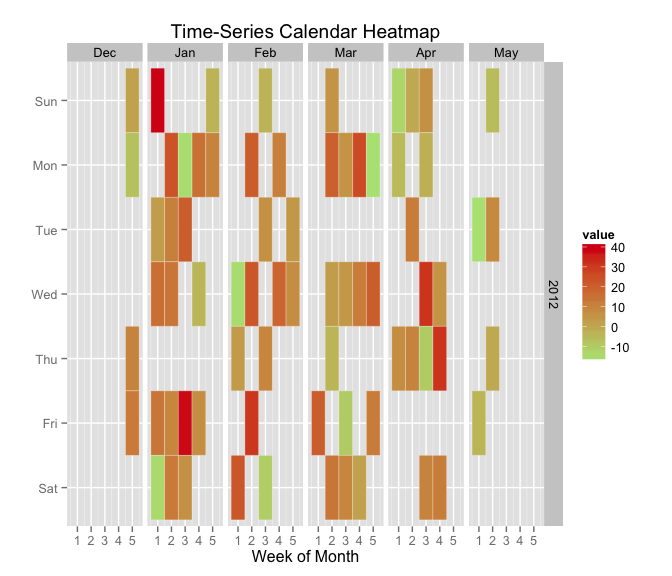 Time-Series Calendar Heatmap
Dec Jan Feb Mar Apr May
Sun
Mon
Tue
Wed
Thu
Fri
Sat
2012
value
40
30
20
10
0
-10
1 2 3 4 5 1 2 3 4 5 1 2 3 4 5 1 2 3 4 5 1 2 3 4 5 1 2 3 4 5
Week of Month